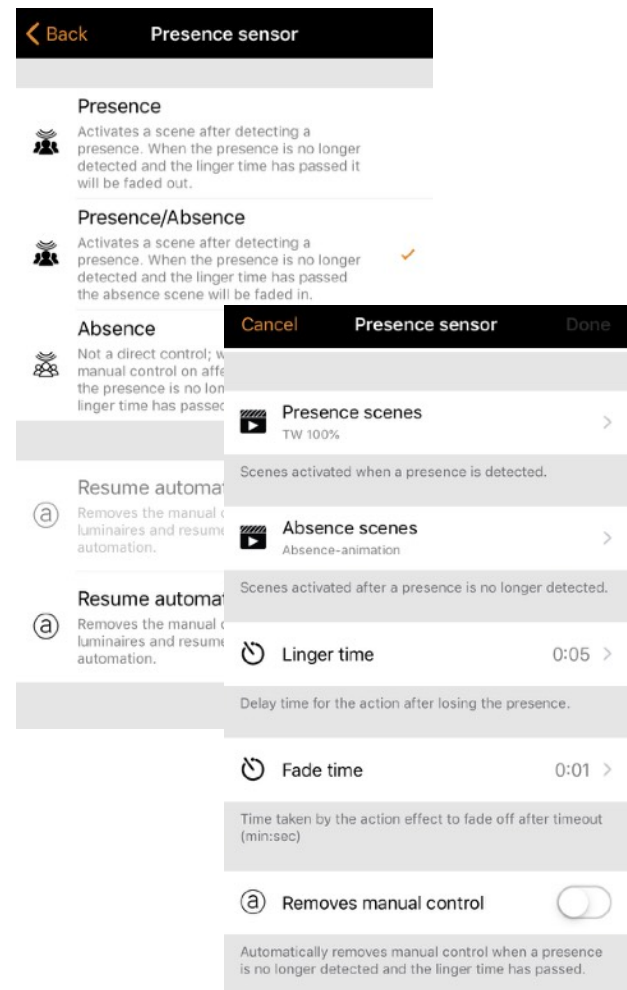 Back
Presence sensor
Presence
Activates a scene after detecting a
presence. When the presence is no longer
detected and the linger time has passed it
will be faded out.
Presence/Absence
Activates a scene after detecting a
presence. When the presence is no longer
detected and the linger time has passed
the absence scene will be faded in.
Absence
Not a direct control;
manual control on
the presence is no
linger time has
Resume
Removes the manual
luminaires and
automation.
Resume
Removes the manual
luminaires and
automation.
Cancel
Presence sensor
Done
Presence scenes
TW 100%
Scenes activated when a presence is detected.
Absence scenes
Absence-animation
Scenes activated after a presence is no longer detected.
Linger time
0:05
Delay time for the action after losing the presence.
Fade time
0:01
Time taken by the action effect to fade off after timeout
(min:sec)
Removes manual control
Automatically removes manual control when a presence
is no longer detected and the linger time has passed.